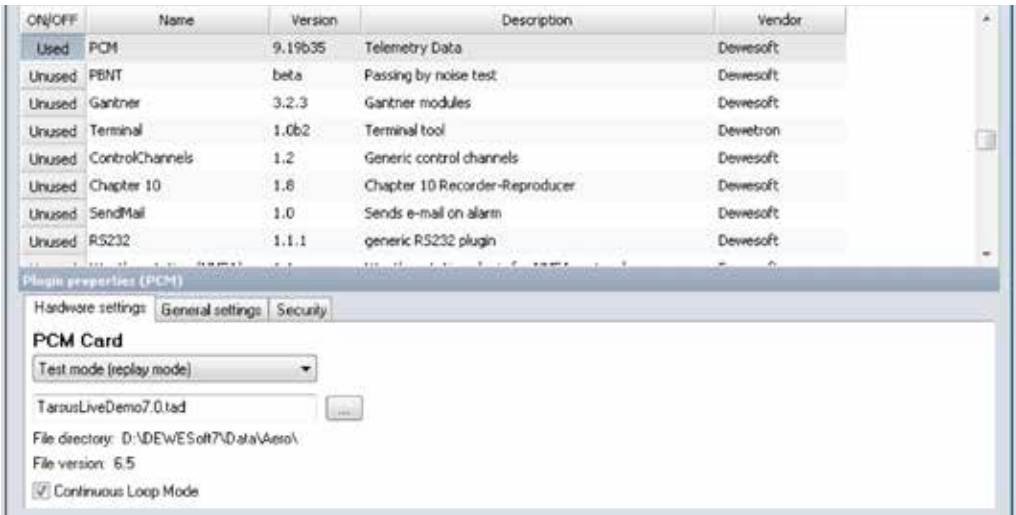 ON/OFF Name Version Description Vendor
Used PCM 9.19b35 Telemetry Data Dewesoft
Unused PBNT beta Passing by noise test Dewesoft
Unused Gantner 3.2.3 Gantner modules Dewesoft
Unused Terminal 1.0b2 Terminal tool Dewetron
Unused ControlChannels 1.2 Generic control channels Dewesoft
Unused Chapter 10 1.8 Chapter 10 Recorder-Reproducer Dewesoft
Unused SendMail 1.0 Sends e-mail on alarm Dewesoft
Unused RS232 1.1.1 generic RS232 plugin Dewesoft
Plugin properties (PCM)
Hardware settings General settings Security
PCM Card
Test mode (replay mode)
TarsusLiveDemo7.0.tad ...
File directory: D:\DEWESoft7\Data\Aero\
File version: 6.5
Continuous Loop Mode